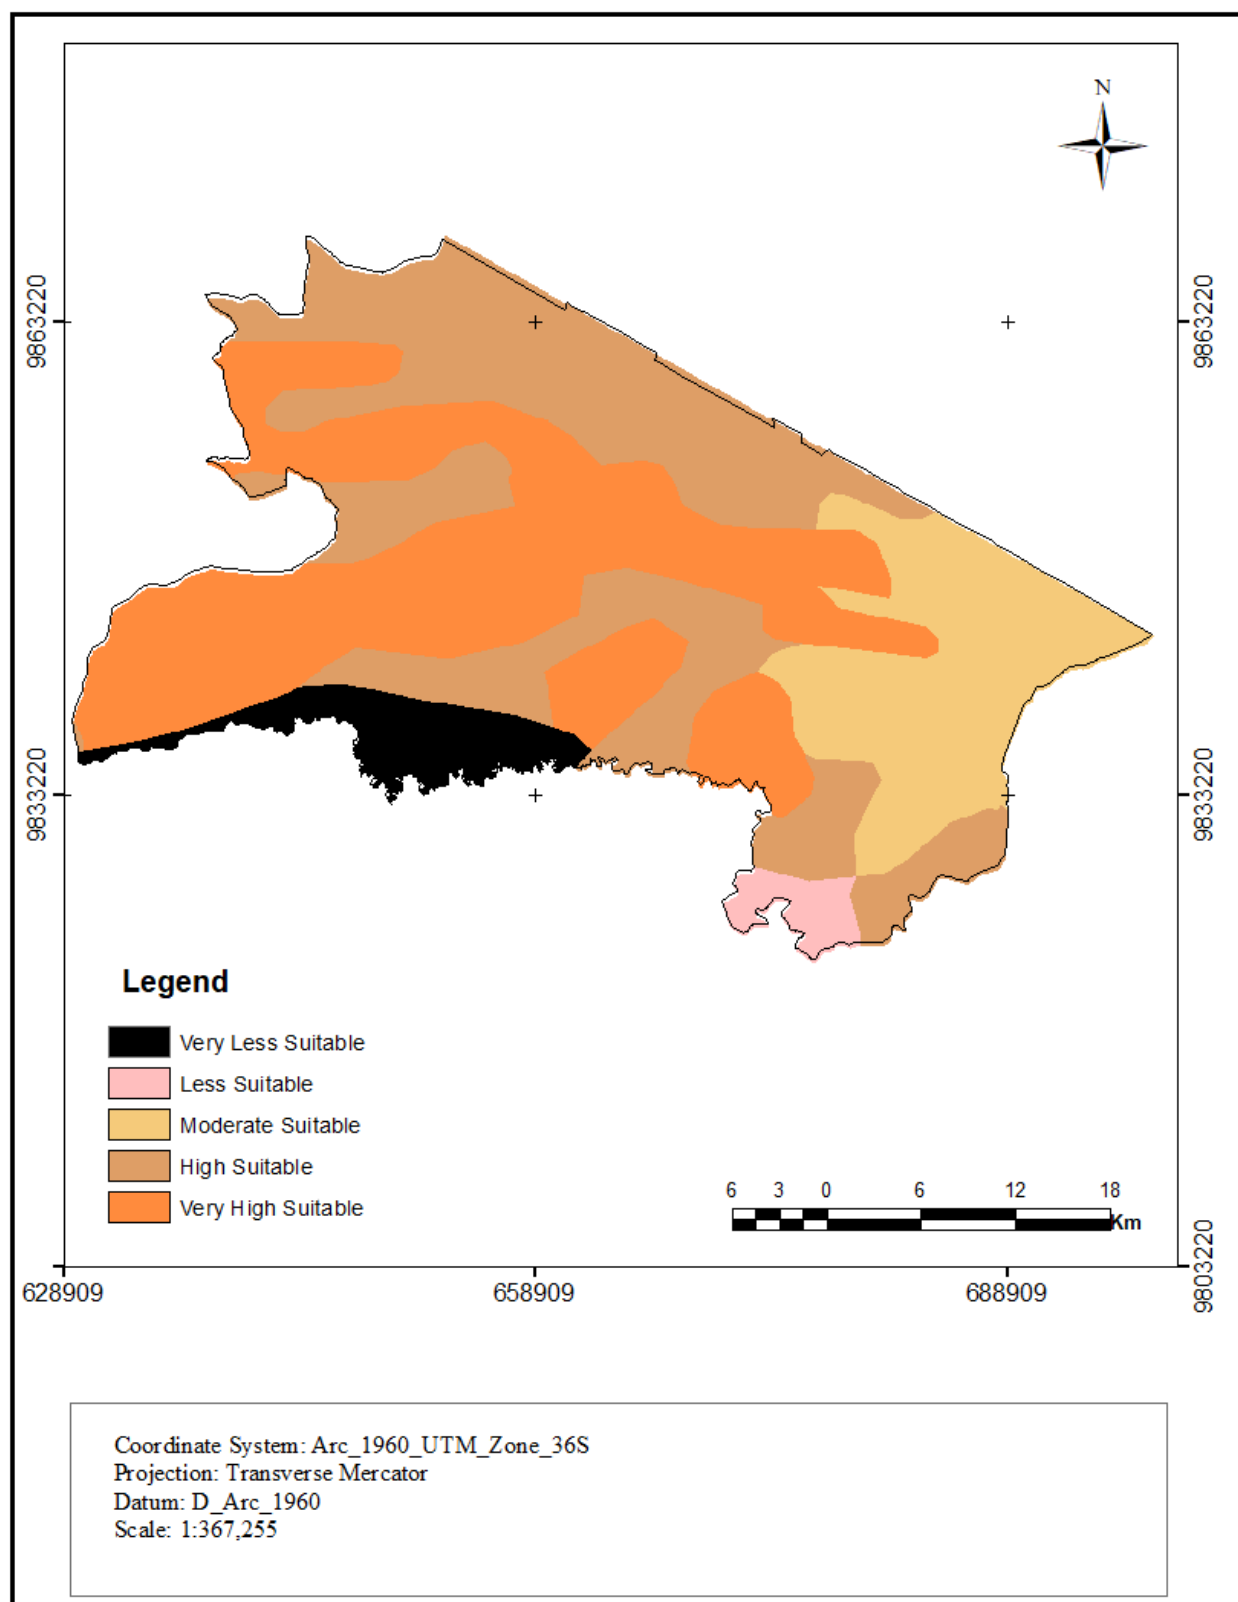 N
9863220
9863220
9833220
9833220
Legend
Very Less Suitable
Less Suitable
Moderate Suitable
High Suitable
Very High Suitable
6 3 0 6 12 18
Km
9803220
628909 658909 688909
Coordinate System: Arc_1960_UTM_Zone_36S
Projection: Transverse Mercator
Datum: D_Arc_1960
Scale: 1:367,255